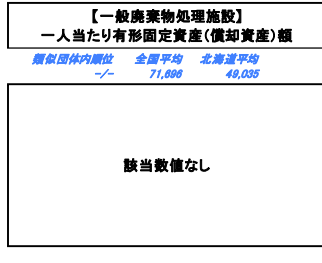 【一般廃棄物処理施設】
一人当たり有形固定資産(償却資産)額
類似団体内順位 全国平均 北海道平均
-/- 71,696 49,035
該当数値なし